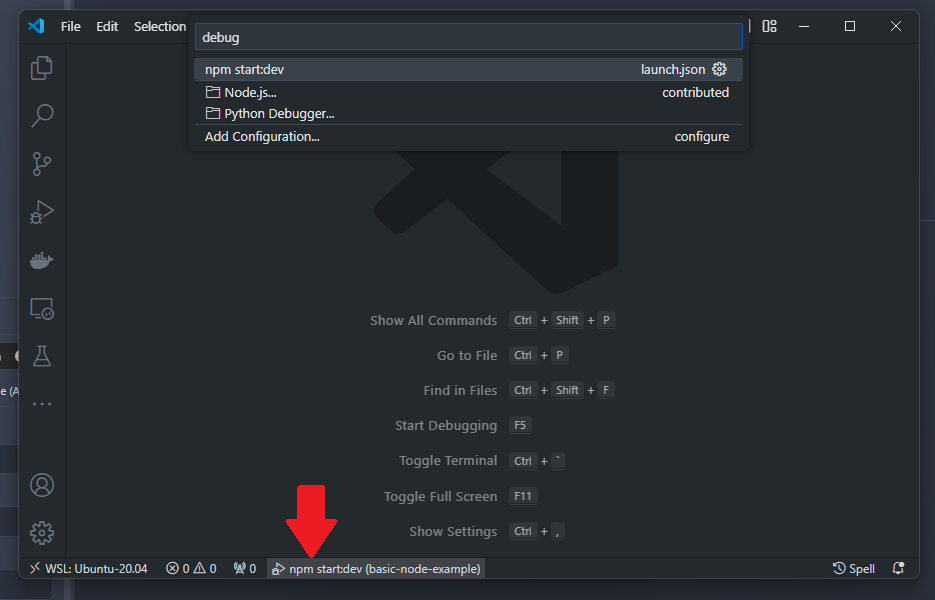 File Edit Selection
debug
npm start:dev launch.json
Node.js... contributed
Python Debugger...
Add Configuration... configure
Show All Commands Ctrl + Shift + P
Go to File Ctrl + P
Find in Files Ctrl + Shift + F
e (A
Start Debugging F5
Toggle Terminal Ctrl + `
Toggle Full Screen F11
Show Settings Ctrl + ,
WSL: Ubuntu-20.04 0 0 0 npm start:dev (basic-node-example) Spell